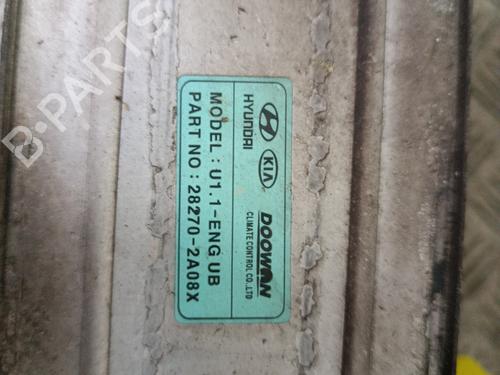 HYUNDAI
KIA
DOOWON
CLIMATE CONTROL CO.,LTD
MODEL : U1.1-ENG UB
PART NO : 28270-2A08X
B-Parts